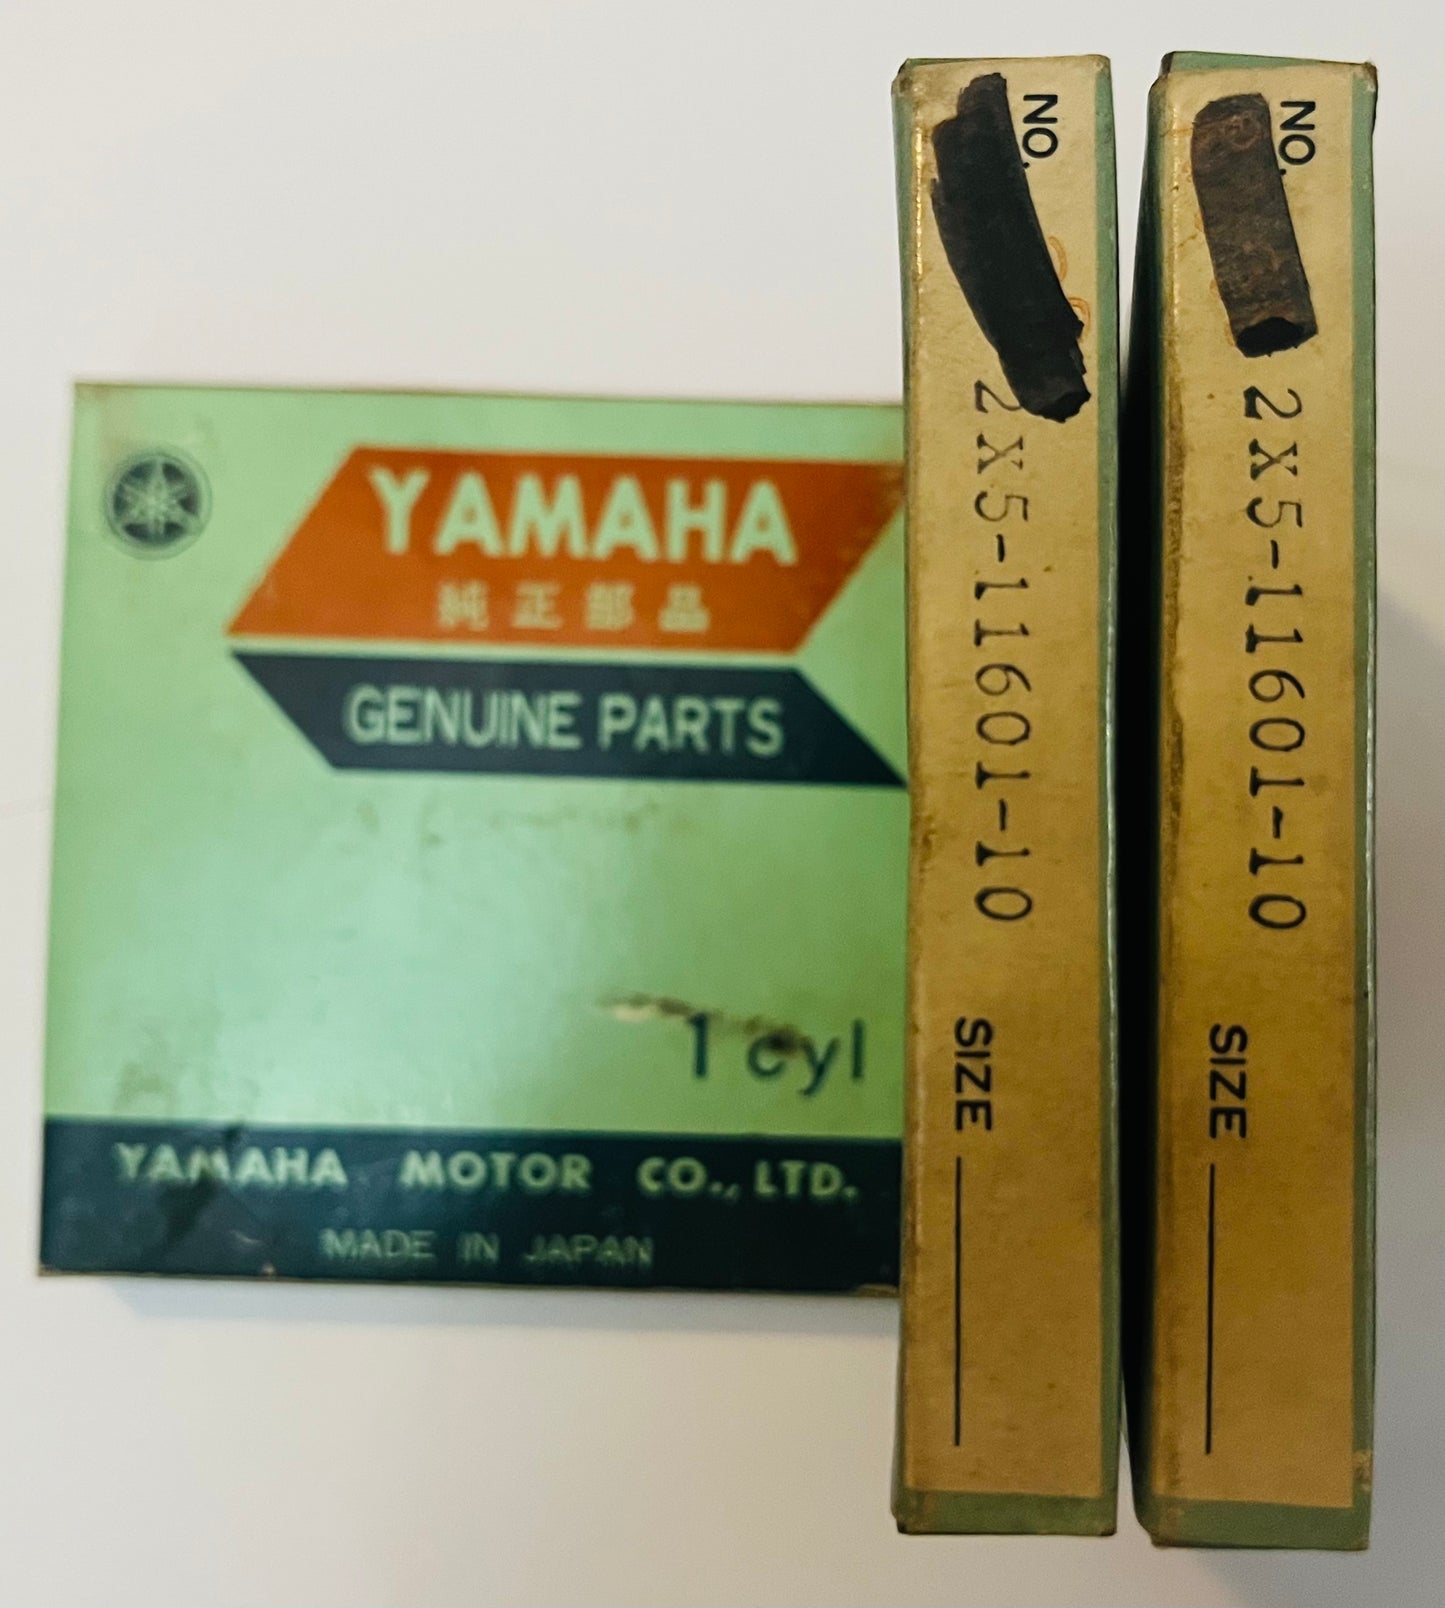 YAMAHA
純正部品
GENUINE PARTS
1 cyl
YAMAHA MOTOR CO., LTD.
MADE IN JAPAN
NO.
2X5-11601-10
SIZE
NO.
2X5-11601-10
SIZE